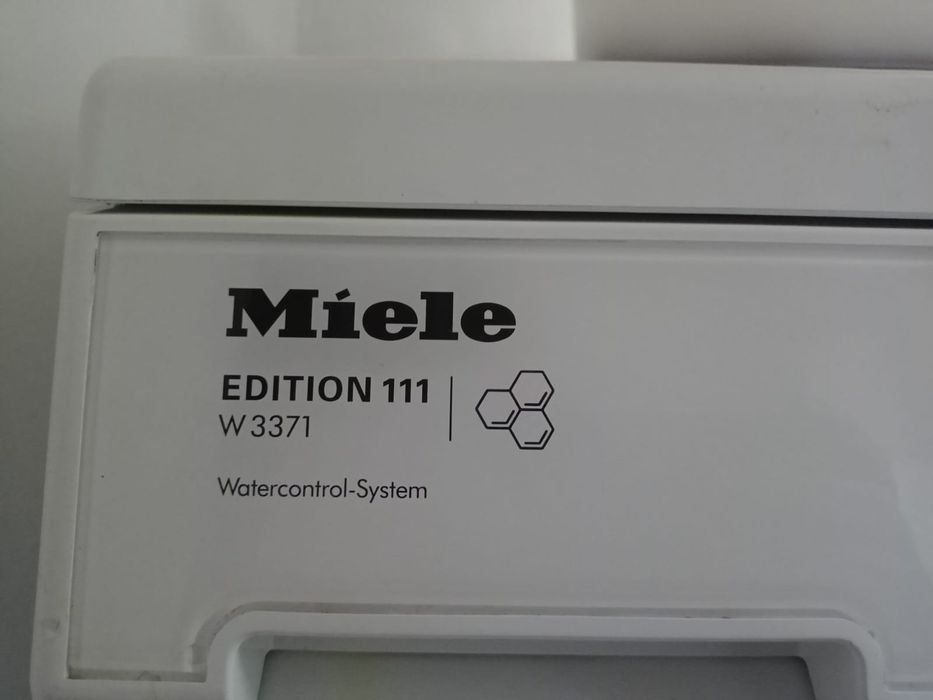 Miele
EDITION 111
W 3371
Watercontrol-System